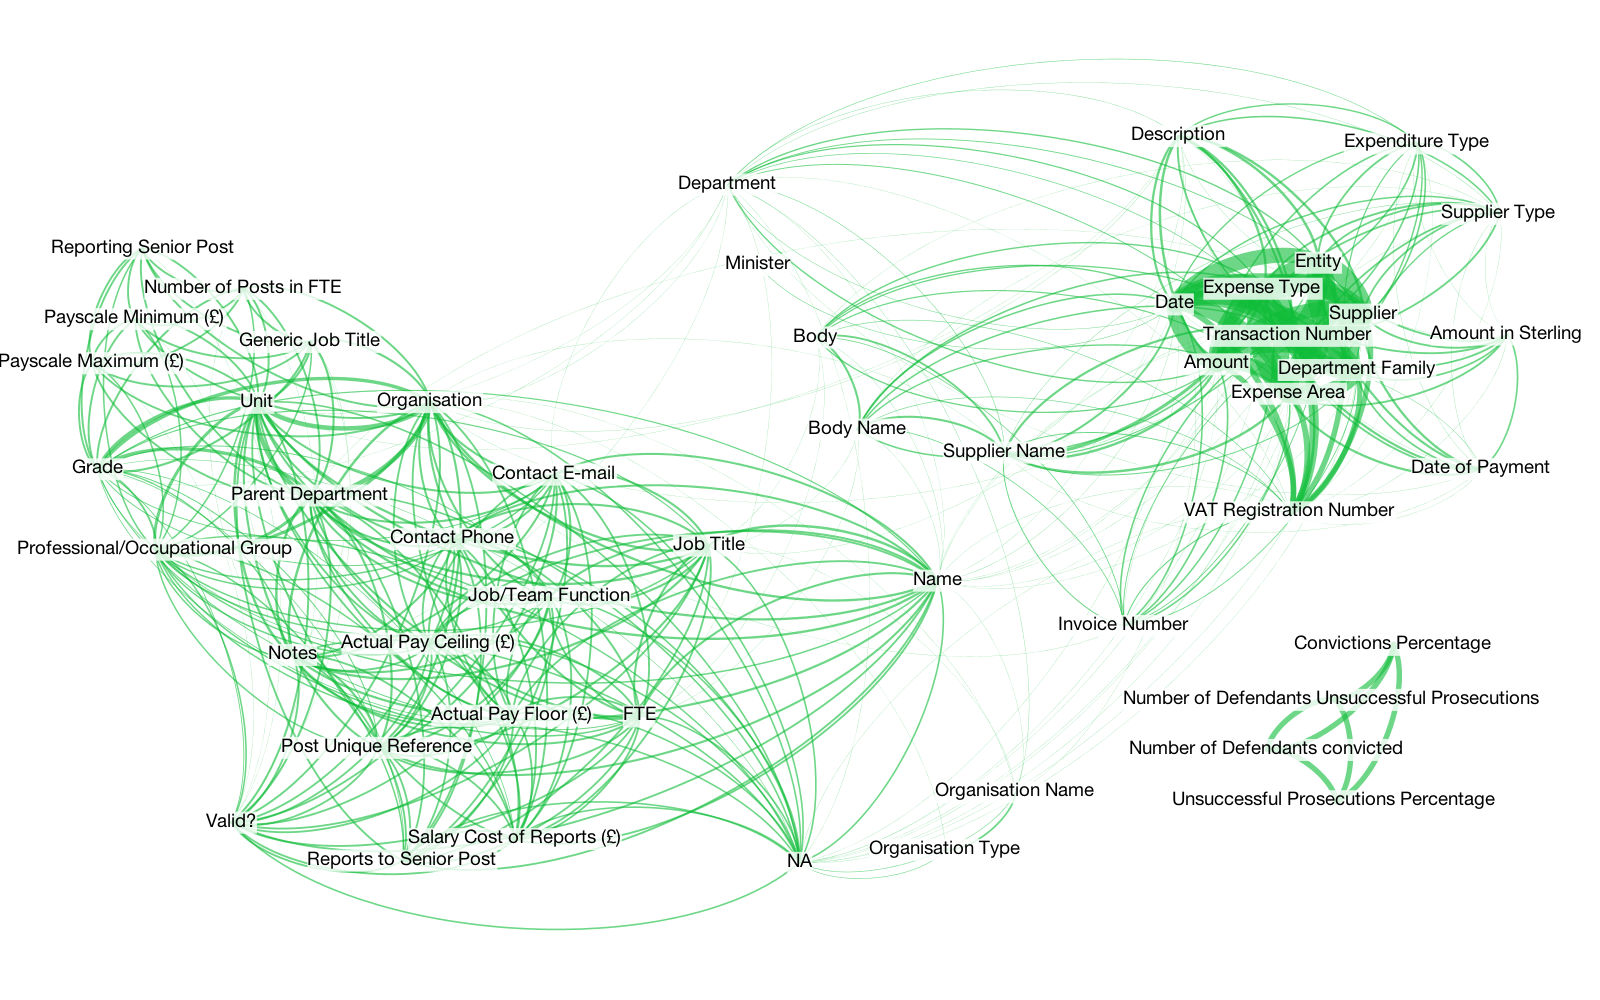 Description
Expenditure Type
Department
Supplier Type
Reporting Senior Post
Minister
Entity
Number of Posts in FTE
Expense Type
Date
Payscale Minimum (£)
Supplier
Generic Job Title
Body
Transaction Number
Amount in Sterling
Payscale Maximum (£)
Amount
Department Family
Expense Area
Unit
Organisation
Body Name
Supplier Name
Grade
Contact E-mail
Date of Payment
Parent Department
VAT Registration Number
Contact Phone
Professional/Occupational Group
Job Title
Name
Job/Team Function
Invoice Number
Actual Pay Ceiling (£)
Convictions Percentage
Notes
Number of Defendants Unsuccessful Prosecutions
Actual Pay Floor (£)
FTE
Post Unique Reference
Number of Defendants convicted
Organisation Name
Unsuccessful Prosecutions Percentage
Valid?
Salary Cost of Reports (£)
Organisation Type
Reports to Senior Post
NA